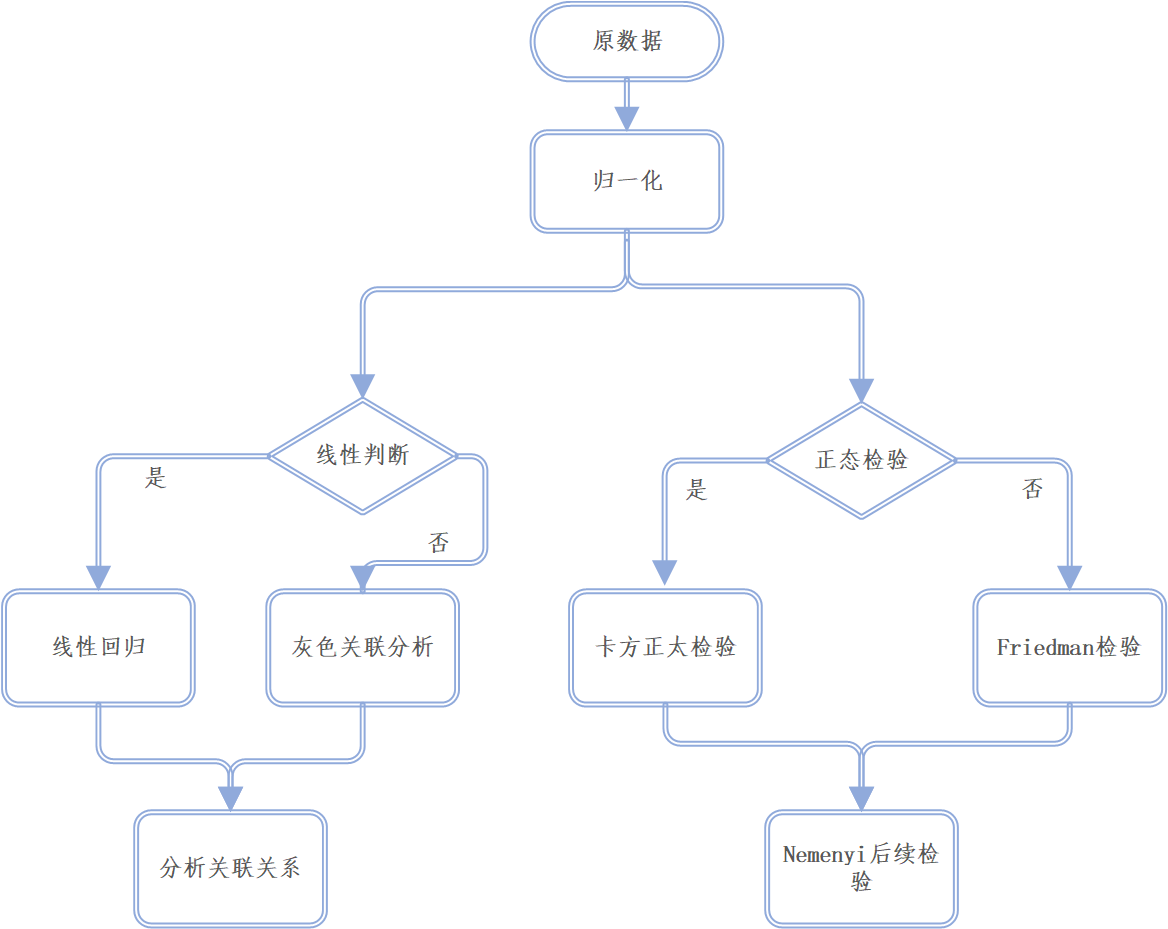 原数据
归一化
线性判断
正态检验
是
否
是
否
线性回归
灰色关联分析
卡方正太检验
Friedman检验
分析关联关系
Nemenyi后续检
验